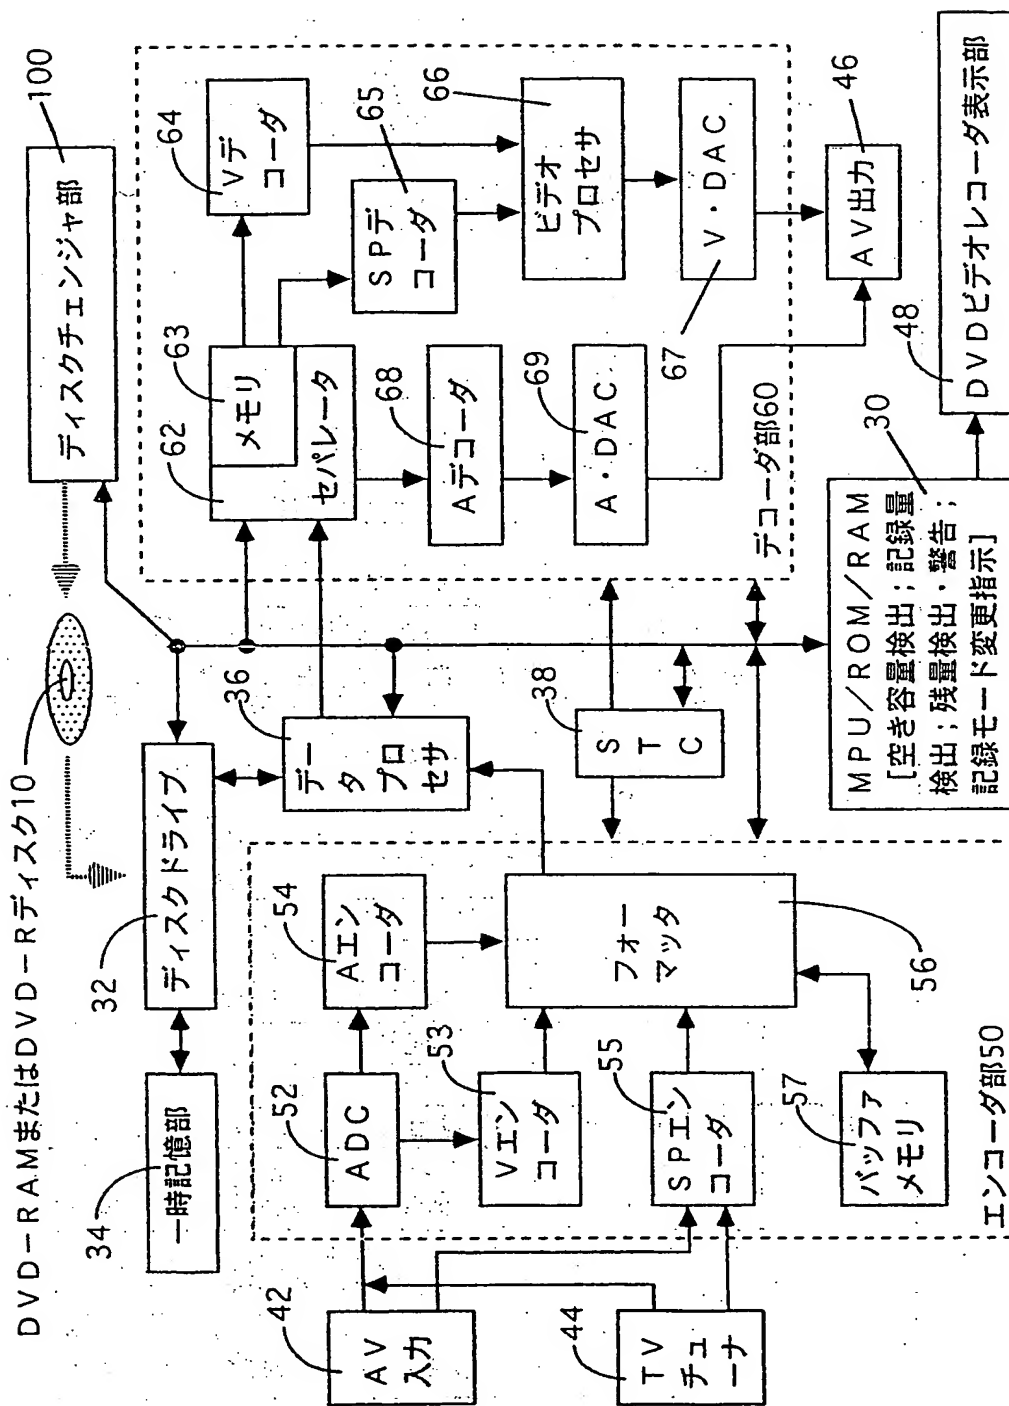 DVD-RAMまたはDVD-Rディスク10
ディスクチェンジャ部
100
一時記憶部
34
ディスクドライブ
32
データ
プロ
セサ
36
メモリ
63
セパレータ
62
Vデ
コーダ
64
SPデ
コーダ
65
ビデオ
プロセサ
66
V・DAC
67
Aデコーダ
68
A・DAC
69
デコーダ部60
AV出力
46
AV
入力
42
TV
チュ
ーナ
44
ADC
52
Aエン
コーダ
54
Vエン
コーダ
53
SPエン
コーダ
55
フォー
マッタ
56
バッファ
メモリ
57
エンコーダ部50
S
T
C
38
MPU/ROM/RAM
[空き容量検出;記録量
検出;残量検出・警告;
記録モード変更指示]
30
DVDビデオレコーダ表示部
48